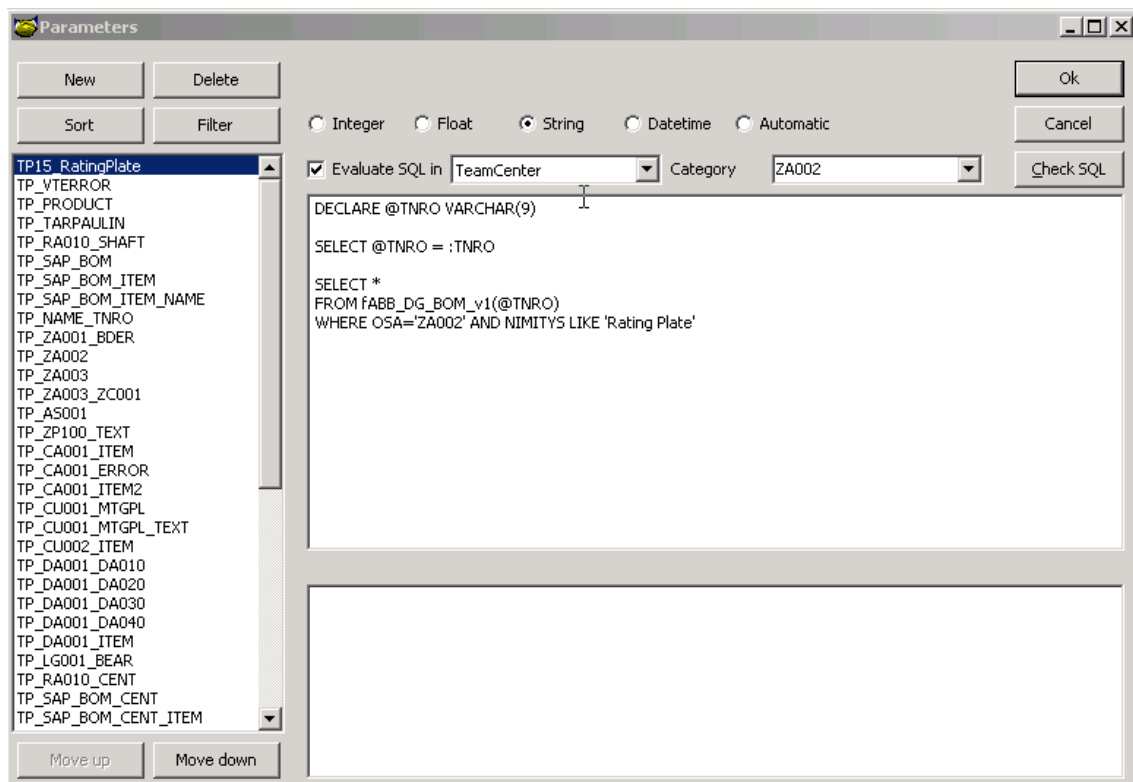 Parameters
New Delete Ok
Sort Filter Integer Float String Datetime Automatic Cancel
Evaluate SQL in TeamCenter Category ZA002 Check SQL
TP15_RatingPlate
TP_VTERROR
TP_PRODUCT
TP_TARPAULIN
TP_RA010_SHAFT
TP_SAP_BOM
TP_SAP_BOM_ITEM
TP_SAP_BOM_ITEM_NAME
TP_NAME_TNRO
TP_ZA001_BDER
TP_ZA002
TP_ZA003
TP_ZA003_ZC001
TP_AS001
TP_ZP100_TEXT
TP_CA001_ITEM
TP_CA001_ERROR
TP_CA001_ITEM2
TP_CU001_MTGPL
TP_CU001_MTGPL_TEXT
TP_CU002_ITEM
TP_DA001_DA010
TP_DA001_DA020
TP_DA001_DA030
TP_DA001_DA040
TP_DA001_ITEM
TP_LG001_BEAR
TP_RA010_CENT
TP_SAP_BOM_CENT
TP_SAP_BOM_CENT_ITEM
DECLARE @TNRO VARCHAR(9)
SELECT @TNRO = :TNRO
SELECT *
FROM fABB_DG_BOM_v1(@TNRO)
WHERE OSA='ZA002' AND NIMITYS LIKE 'Rating Plate'
Move up Move down